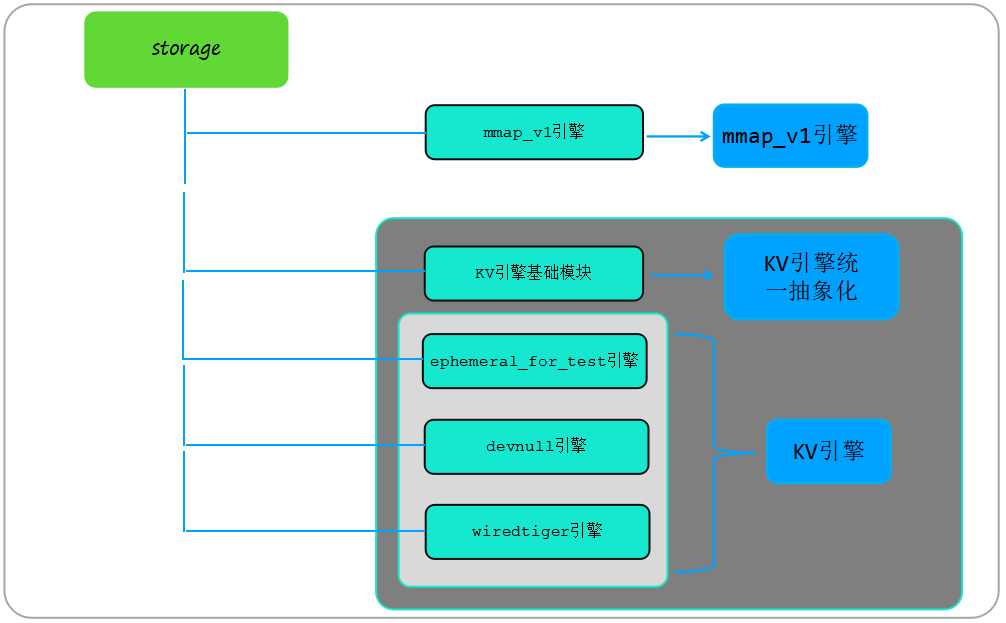 storage
mmap_v1引擎
mmap_v1引擎
KV引擎基础模块
KV引擎统
一抽象化
ephemeral_for_test引擎
devnull引擎
KV引擎
wiredtiger引擎